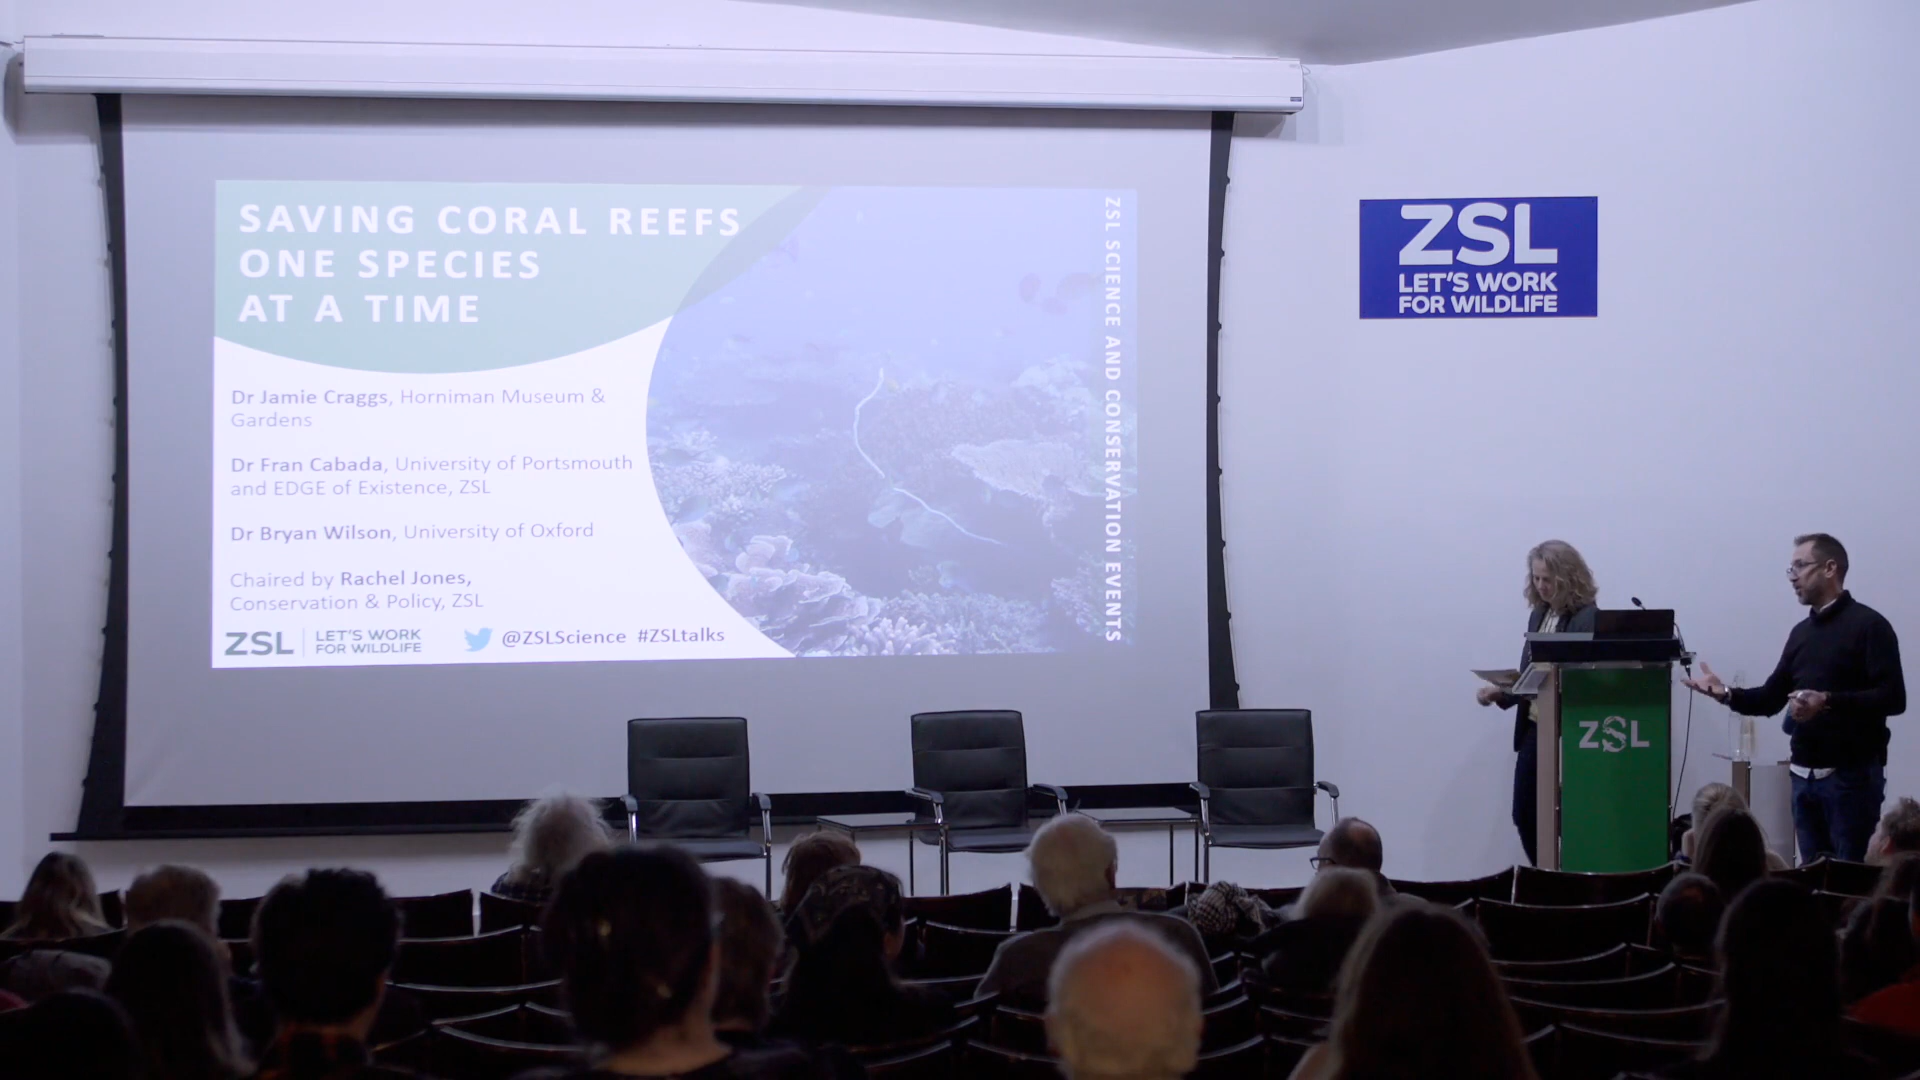 SAVING CORAL REEFS
ONE SPECIES
AT A TIME
Dr Jamie Craggs, Horniman Museum &
Gardens
Dr Fran Cabada, University of Portsmouth
and EDGE of Existence, ZSL
Dr Bryan Wilson, University of Oxford
Chaired by Rachel Jones,
Conservation & Policy, ZSL
ZSL
LET'S WORK
FOR WILDLIFE
@ZSLScience #ZSLtalks
ZSL SCIENCE AND CONSERVATION EVENTS
ZSL
LET'S WORK
FOR WILDLIFE
ZSL